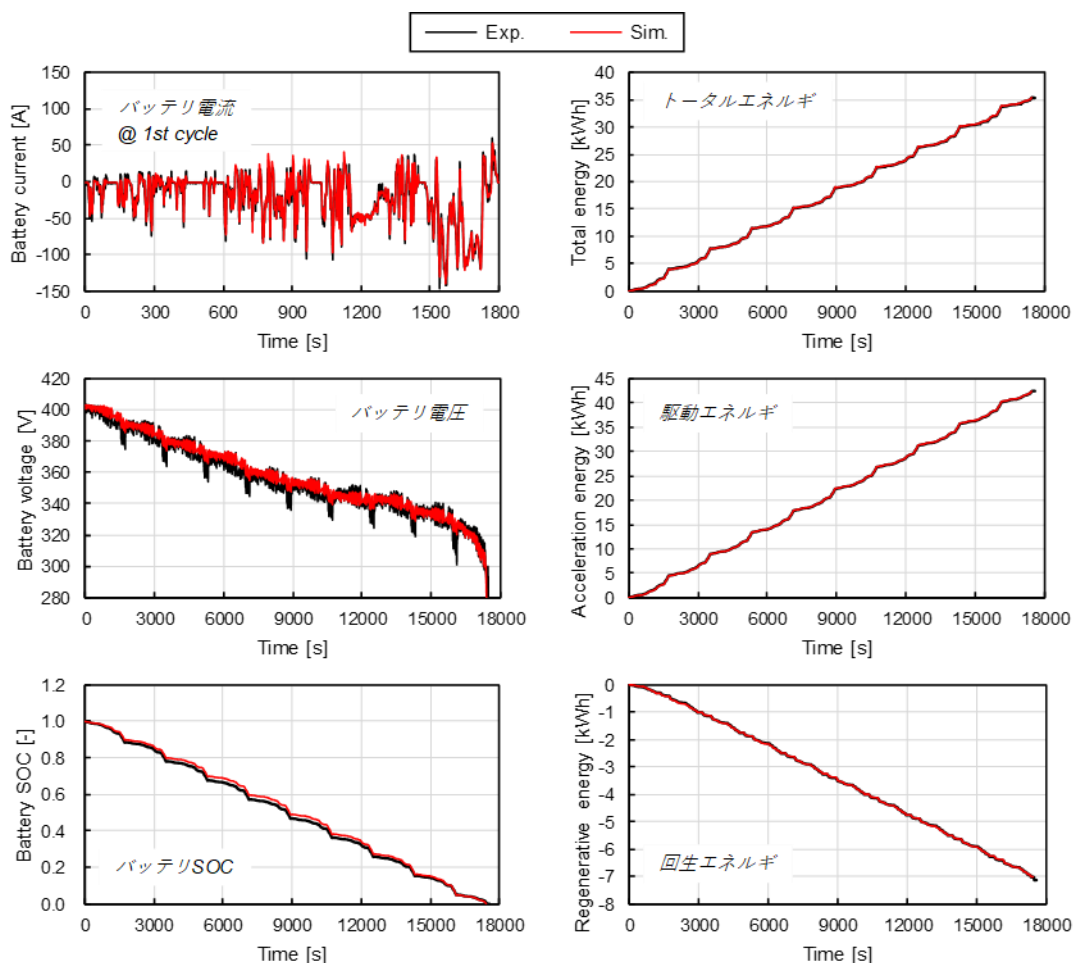 Exp. Sim.
Battery current [A]
150
100
50
0
-50
-100
-150
バッテリ電流
@ 1st cycle
0 300 600 900 1200 1500 1800
Time [s]
Total energy [kWh]
40
35
30
25
20
15
10
5
0
トータルエネルギ
0 3000 6000 9000 12000 15000 18000
Time [s]
Battery voltage [V]
420
400
380
360
340
320
300
280
バッテリ電圧
0 3000 6000 9000 12000 15000 18000
Time [s]
Acceleration energy [kWh]
45
40
35
30
25
20
15
10
5
0
駆動エネルギ
0 3000 6000 9000 12000 15000 18000
Time [s]
Battery SOC [-]
1.2
1.0
0.8
0.6
0.4
0.2
0.0
バッテリSOC
0 3000 6000 9000 12000 15000 18000
Time [s]
Regenerative energy [kWh]
0
-1
-2
-3
-4
-5
-6
-7
-8
回生エネルギ
0 3000 6000 9000 12000 15000 18000
Time [s]